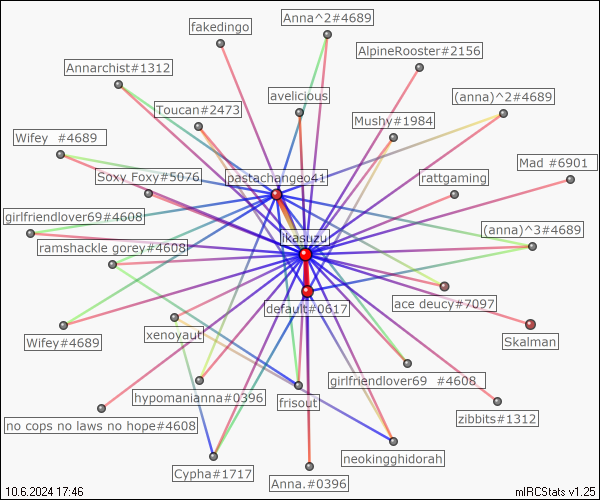 Anna^2#4689
fakedingo
AlpineRooster#2156
Annarchist#1312
avelicious
(anna)^2#4689
Toucan#2473
Mushy#1984
Wifey #4689
Mad #6901
Soxy Foxy#5076
pastachangeo41
rattgaming
girlfriendlover69#4608
(anna)^3#4689
ikasuzu
ramshackle gorey#4608
ace deucy#7097
default#0617
xenoyaut
Wifey#4689
Skalman
girlfriendlover69 #4608
hypomanianna#0396
frisout
zibbits#1312
no cops no laws no hope#4608
neokingghidorah
Cypha#1717
Anna.#0396
10.6.2024 17:46
mIRCStats v1.25